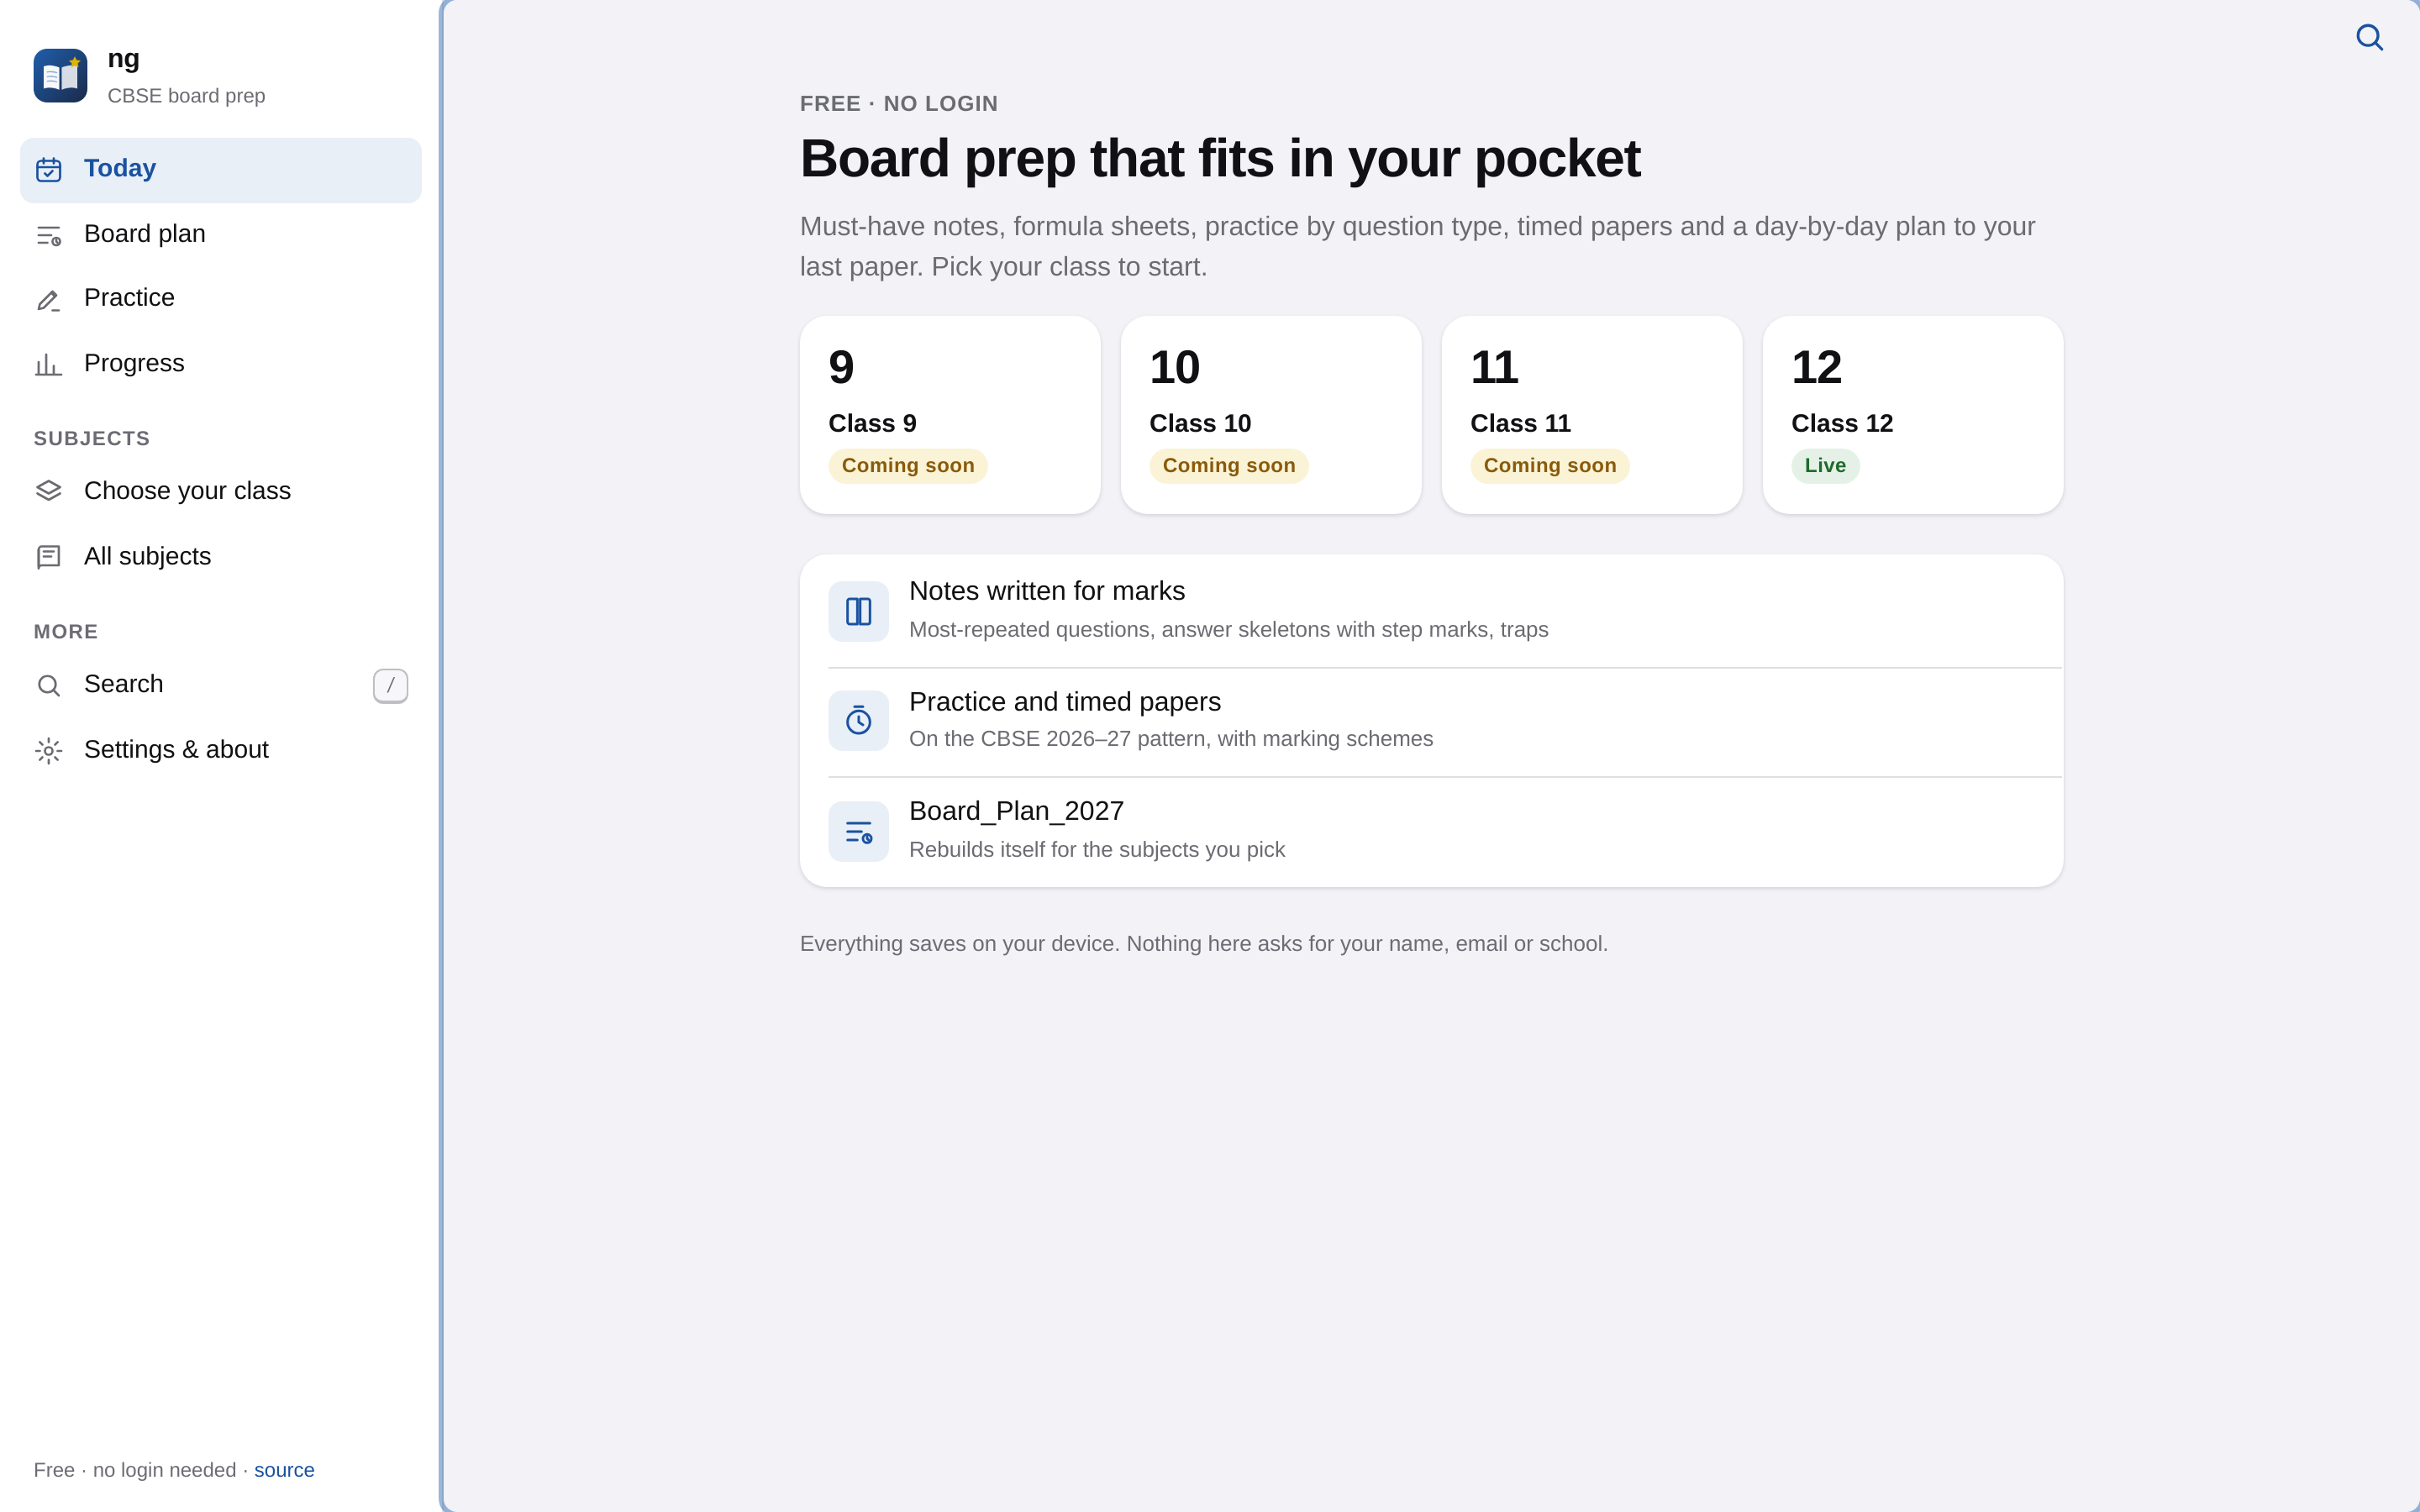 ng
CBSE board prep
Today
Board plan
Practice
Progress
SUBJECTS
Choose your class
All subjects
MORE
Search /
Settings & about
Free · no login needed · source
FREE · NO LOGIN
Board prep that fits in your pocket
Must-have notes, formula sheets, practice by question type, timed papers and a day-by-day plan to your
last paper. Pick your class to start.
9
Class 9
Coming soon
10
Class 10
Coming soon
11
Class 11
Coming soon
12
Class 12
Live
Notes written for marks
Most-repeated questions, answer skeletons with step marks, traps
Practice and timed papers
On the CBSE 2026–27 pattern, with marking schemes
Board_Plan_2027
Rebuilds itself for the subjects you pick
Everything saves on your device. Nothing here asks for your name, email or school.